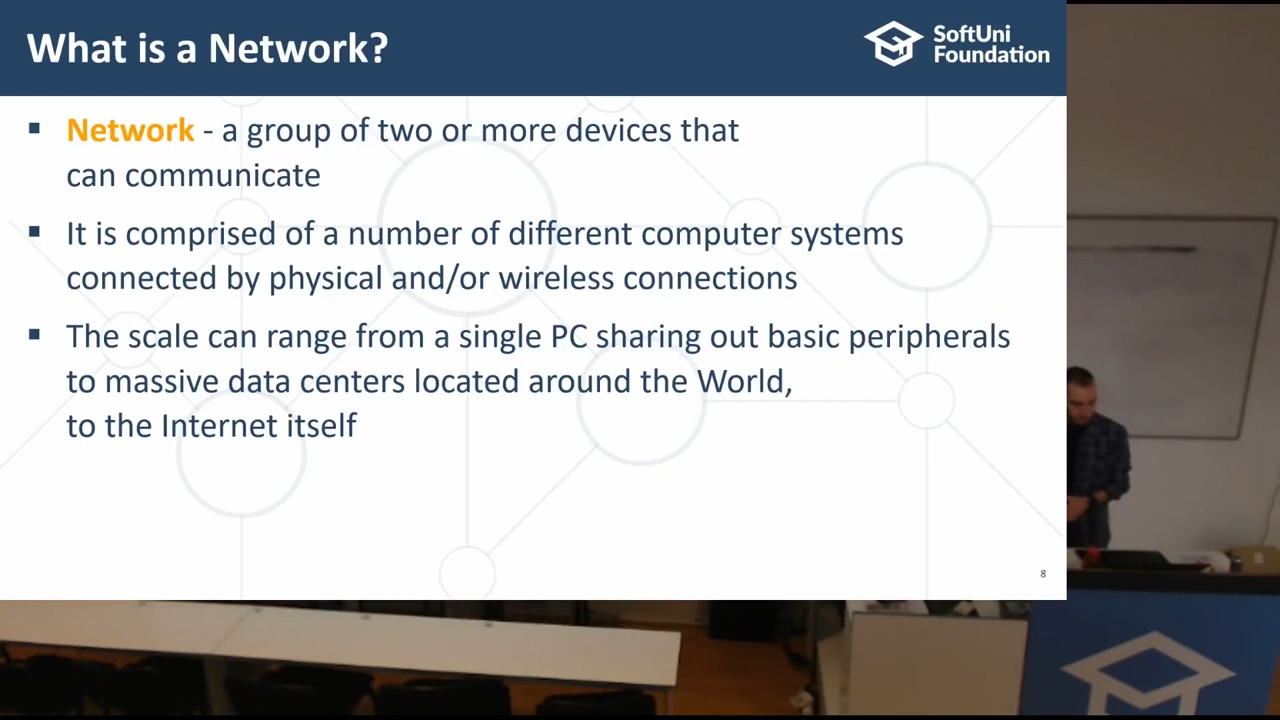 What is a Network?
SoftUni
Foundation
▪ Network - a group of two or more devices that
can communicate
▪ It is comprised of a number of different computer systems
connected by physical and/or wireless connections
▪ The scale can range from a single PC sharing out basic peripherals
to massive data centers located around the World,
to the Internet itself
8